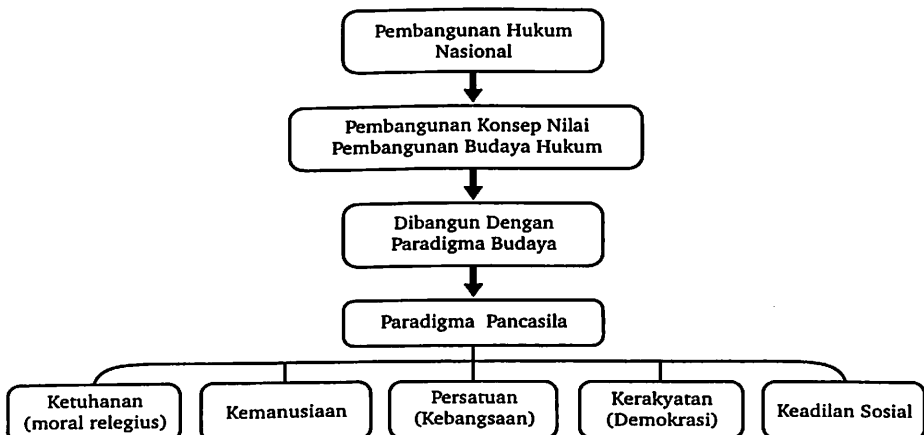 Pembangunan Hukum
Nasional
Pembangunan Konsep Nilai
Pembangunan Budaya Hukum
Dibangun Dengan
Paradigma Budaya
Paradigma Pancasila
Ketuhanan
(moral relegius)
Kemanusiaan
Persatuan
(Kebangsaan)
Kerakyatan
(Demokrasi)
Keadilan Sosial